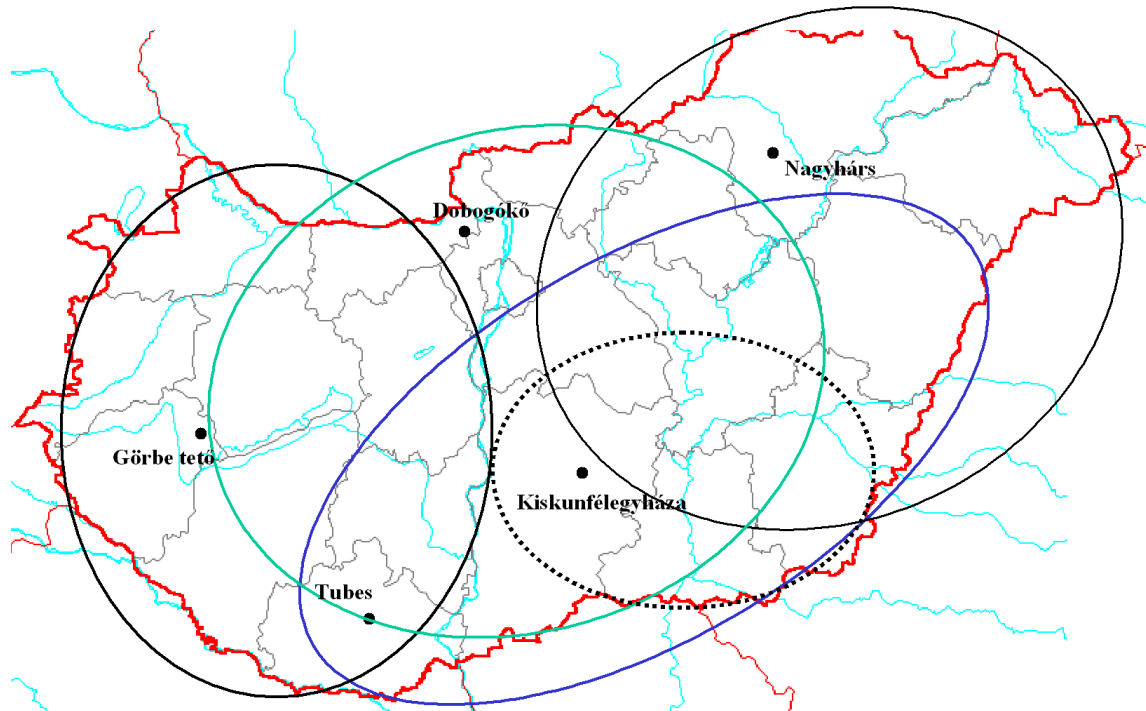 Nagyhárs
Dobogókő
Görbe tető
Kiskunfélegyháza
Tubes